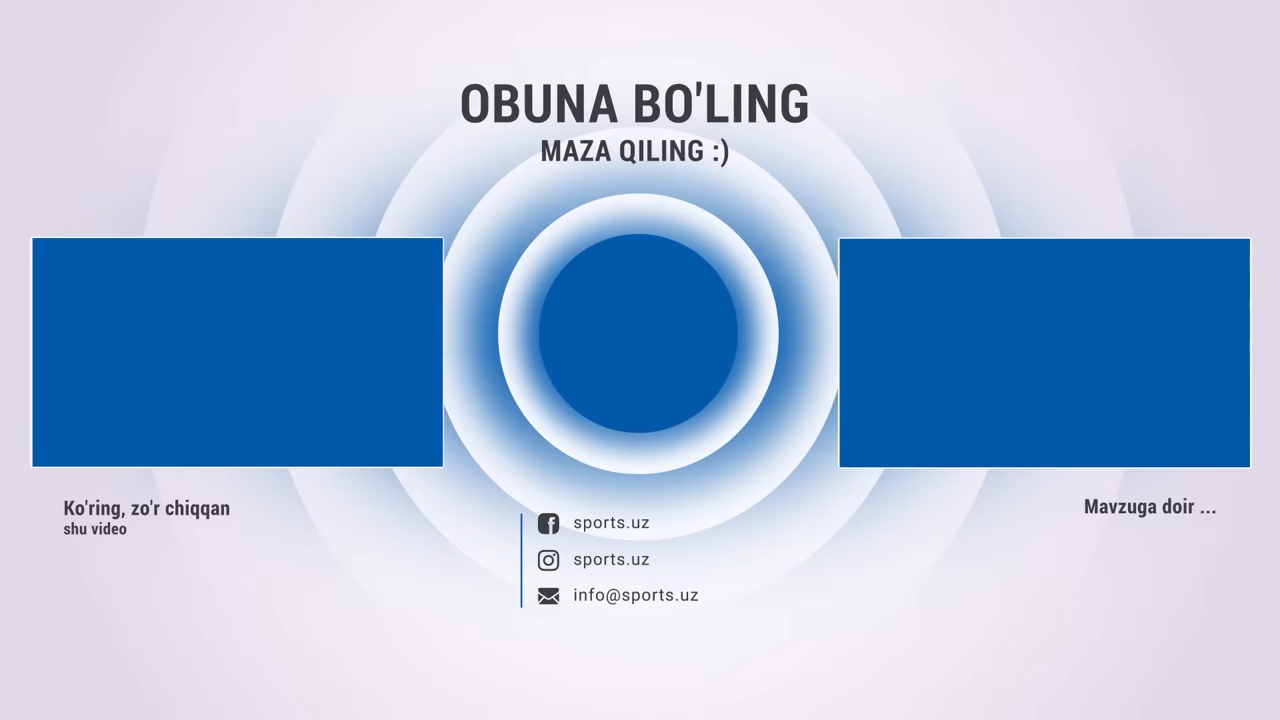 OBUNA BO'LING
MAZA QILING :)
Ko'ring, zo'r chiqqan
shu video
Mavzuga doir ...
sports.uz
sports.uz
info@sports.uz